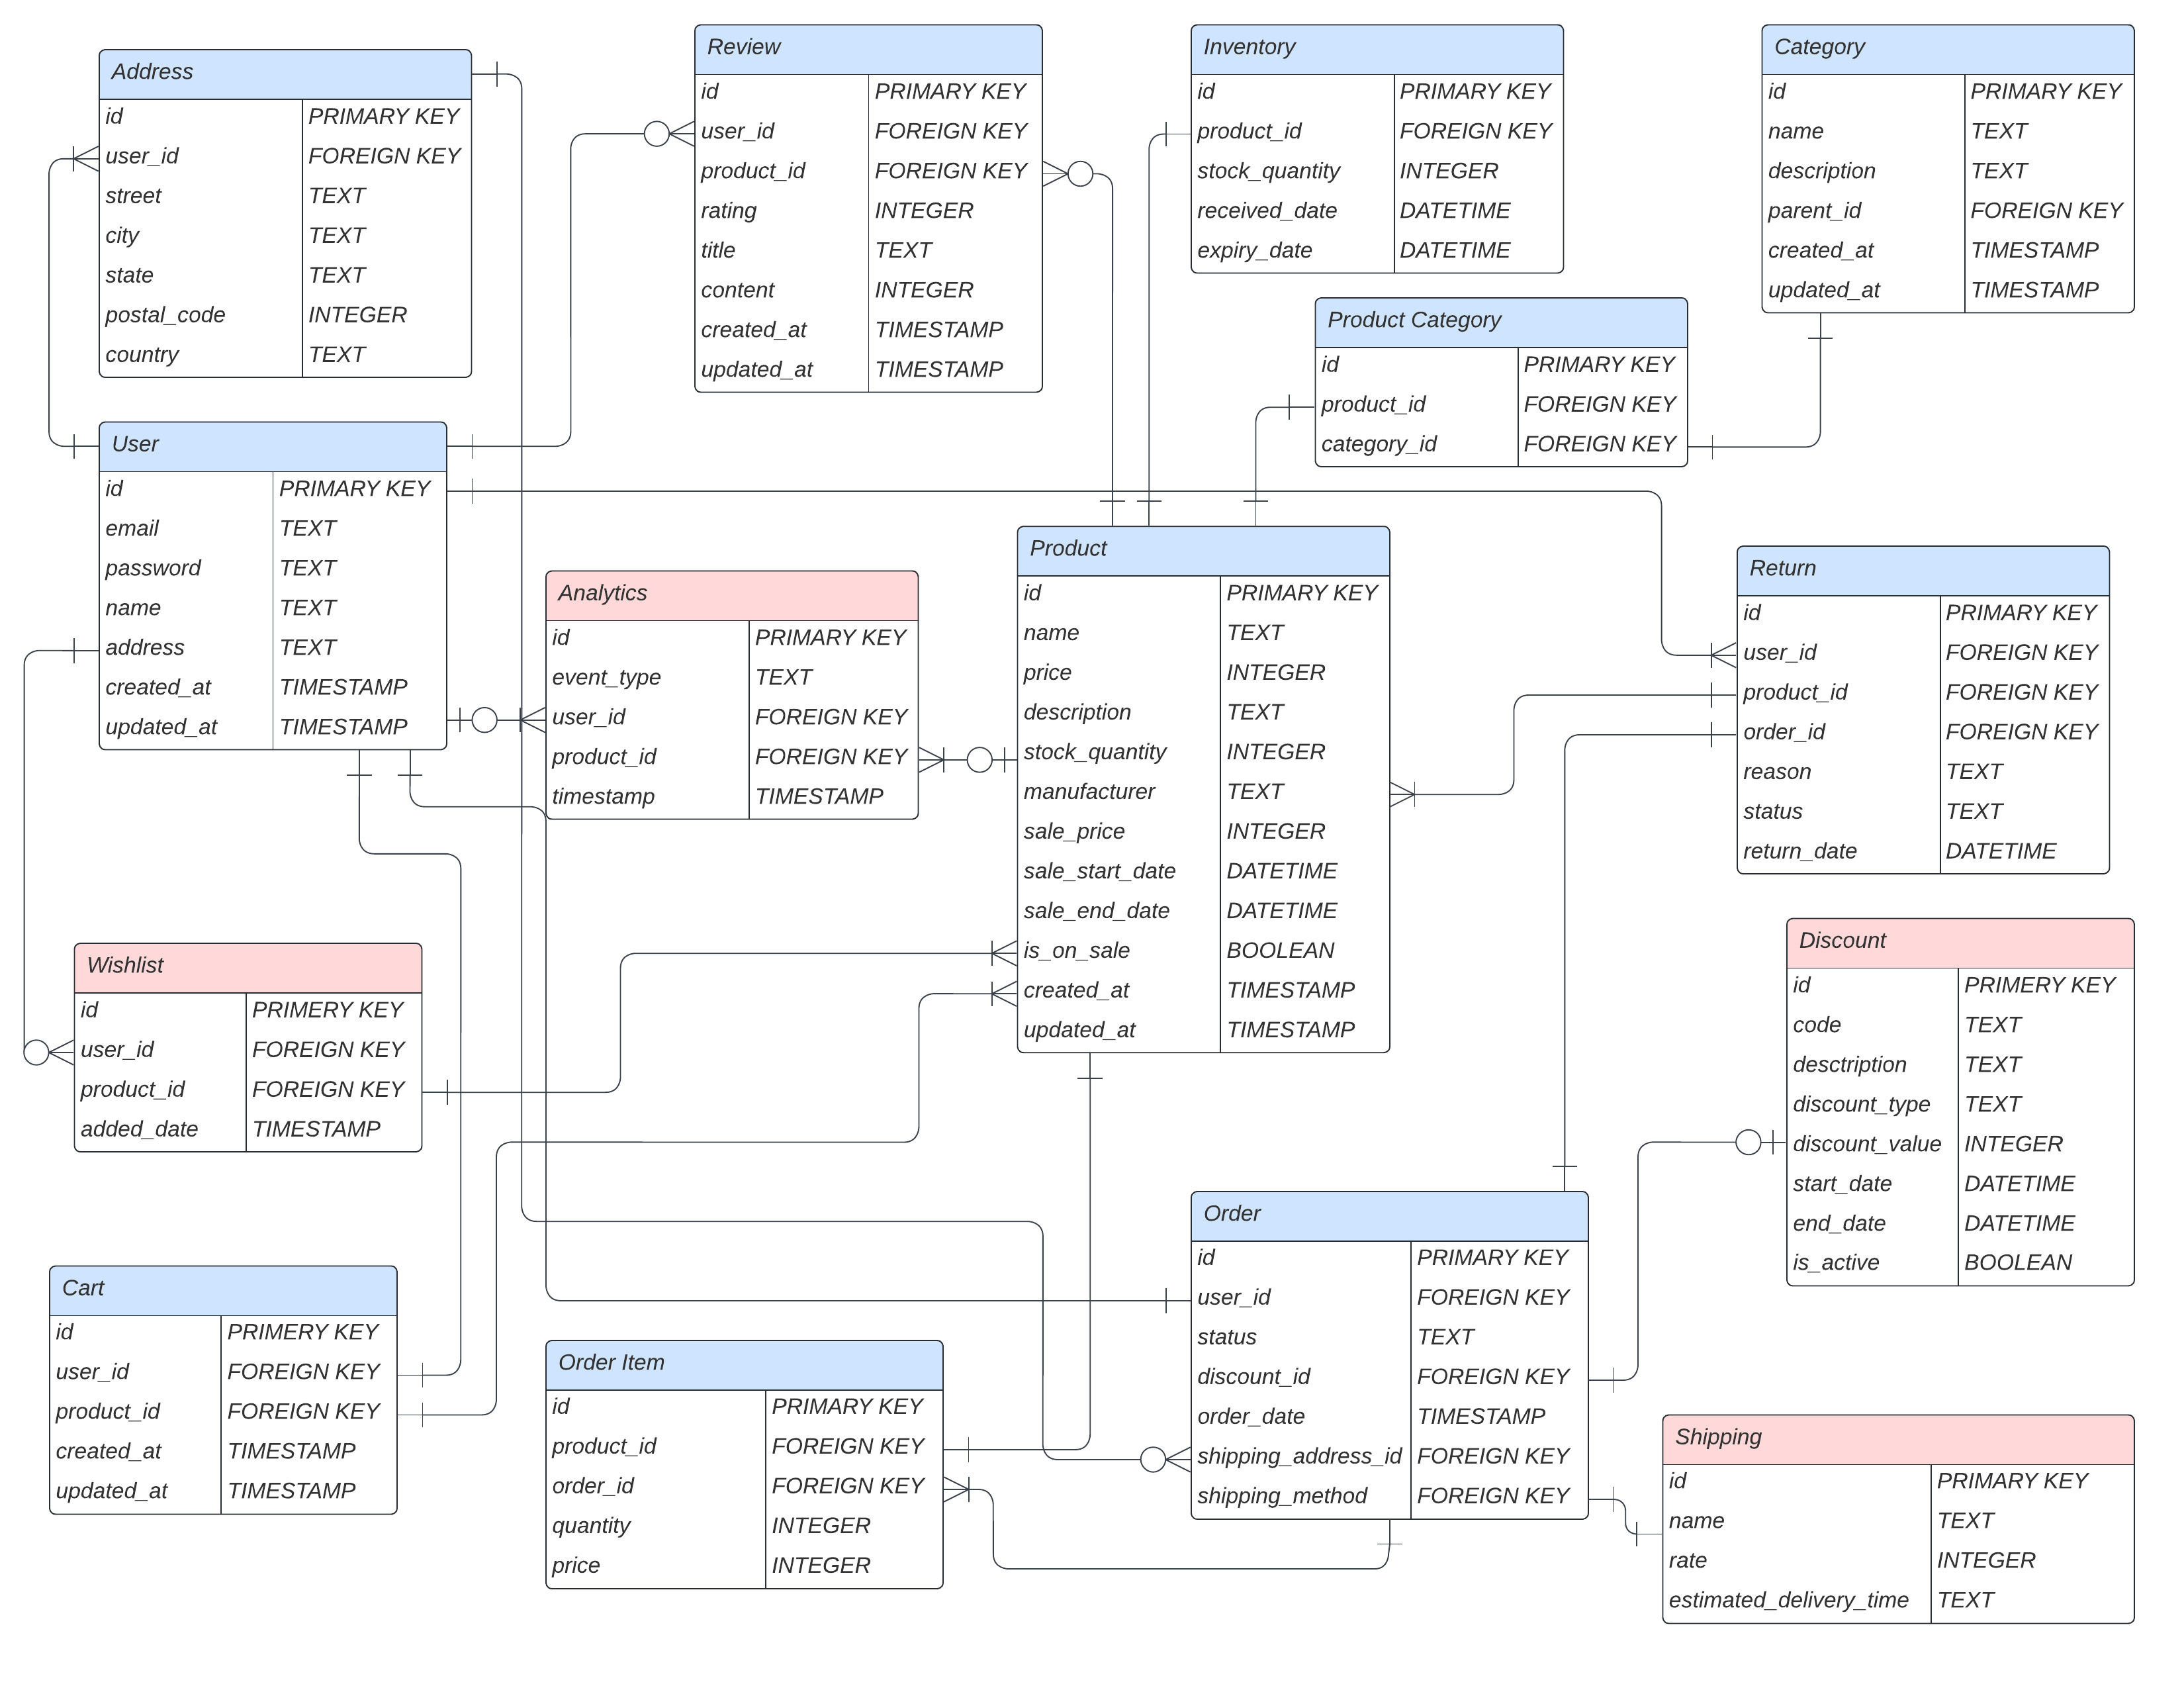 Address
id PRIMARY KEY
user_id FOREIGN KEY
street TEXT
city TEXT
state TEXT
postal_code INTEGER
country TEXT
Review
id PRIMARY KEY
user_id FOREIGN KEY
product_id FOREIGN KEY
rating INTEGER
title TEXT
content INTEGER
created_at TIMESTAMP
updated_at TIMESTAMP
Inventory
id PRIMARY KEY
product_id FOREIGN KEY
stock_quantity INTEGER
received_date DATETIME
expiry_date DATETIME
Category
id PRIMARY KEY
name TEXT
description TEXT
parent_id FOREIGN KEY
created_at TIMESTAMP
updated_at TIMESTAMP
Product Category
id PRIMARY KEY
product_id FOREIGN KEY
category_id FOREIGN KEY
User
id PRIMARY KEY
email TEXT
password TEXT
name TEXT
address TEXT
created_at TIMESTAMP
updated_at TIMESTAMP
Analytics
id PRIMARY KEY
event_type TEXT
user_id FOREIGN KEY
product_id FOREIGN KEY
timestamp TIMESTAMP
Product
id PRIMARY KEY
name TEXT
price INTEGER
description TEXT
stock_quantity INTEGER
manufacturer TEXT
sale_price INTEGER
sale_start_date DATETIME
sale_end_date DATETIME
is_on_sale BOOLEAN
created_at TIMESTAMP
updated_at TIMESTAMP
Return
id PRIMARY KEY
user_id FOREIGN KEY
product_id FOREIGN KEY
order_id FOREIGN KEY
reason TEXT
status TEXT
return_date DATETIME
Wishlist
id PRIMERY KEY
user_id FOREIGN KEY
product_id FOREIGN KEY
added_date TIMESTAMP
Discount
id PRIMERY KEY
code TEXT
desctription TEXT
discount_type TEXT
discount_value INTEGER
start_date DATETIME
end_date DATETIME
is_active BOOLEAN
Cart
id PRIMERY KEY
user_id FOREIGN KEY
product_id FOREIGN KEY
created_at TIMESTAMP
updated_at TIMESTAMP
Order Item
id PRIMARY KEY
product_id FOREIGN KEY
order_id FOREIGN KEY
quantity INTEGER
price INTEGER
Order
id PRIMARY KEY
user_id FOREIGN KEY
status TEXT
discount_id FOREIGN KEY
order_date TIMESTAMP
shipping_address_id FOREIGN KEY
shipping_method FOREIGN KEY
Shipping
id PRIMARY KEY
name TEXT
rate INTEGER
estimated_delivery_time TEXT